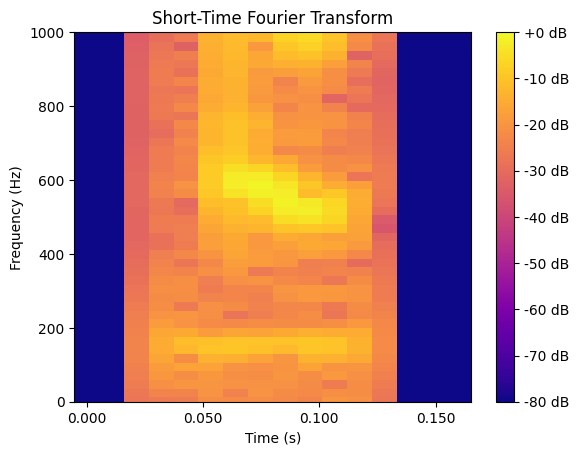 Short-Time Fourier Transform
1000
800
600
400
200
0
Frequency (Hz)
0.000
0.050
0.100
0.150
Time (s)
+0 dB
-10 dB
-20 dB
-30 dB
-40 dB
-50 dB
-60 dB
-70 dB
-80 dB